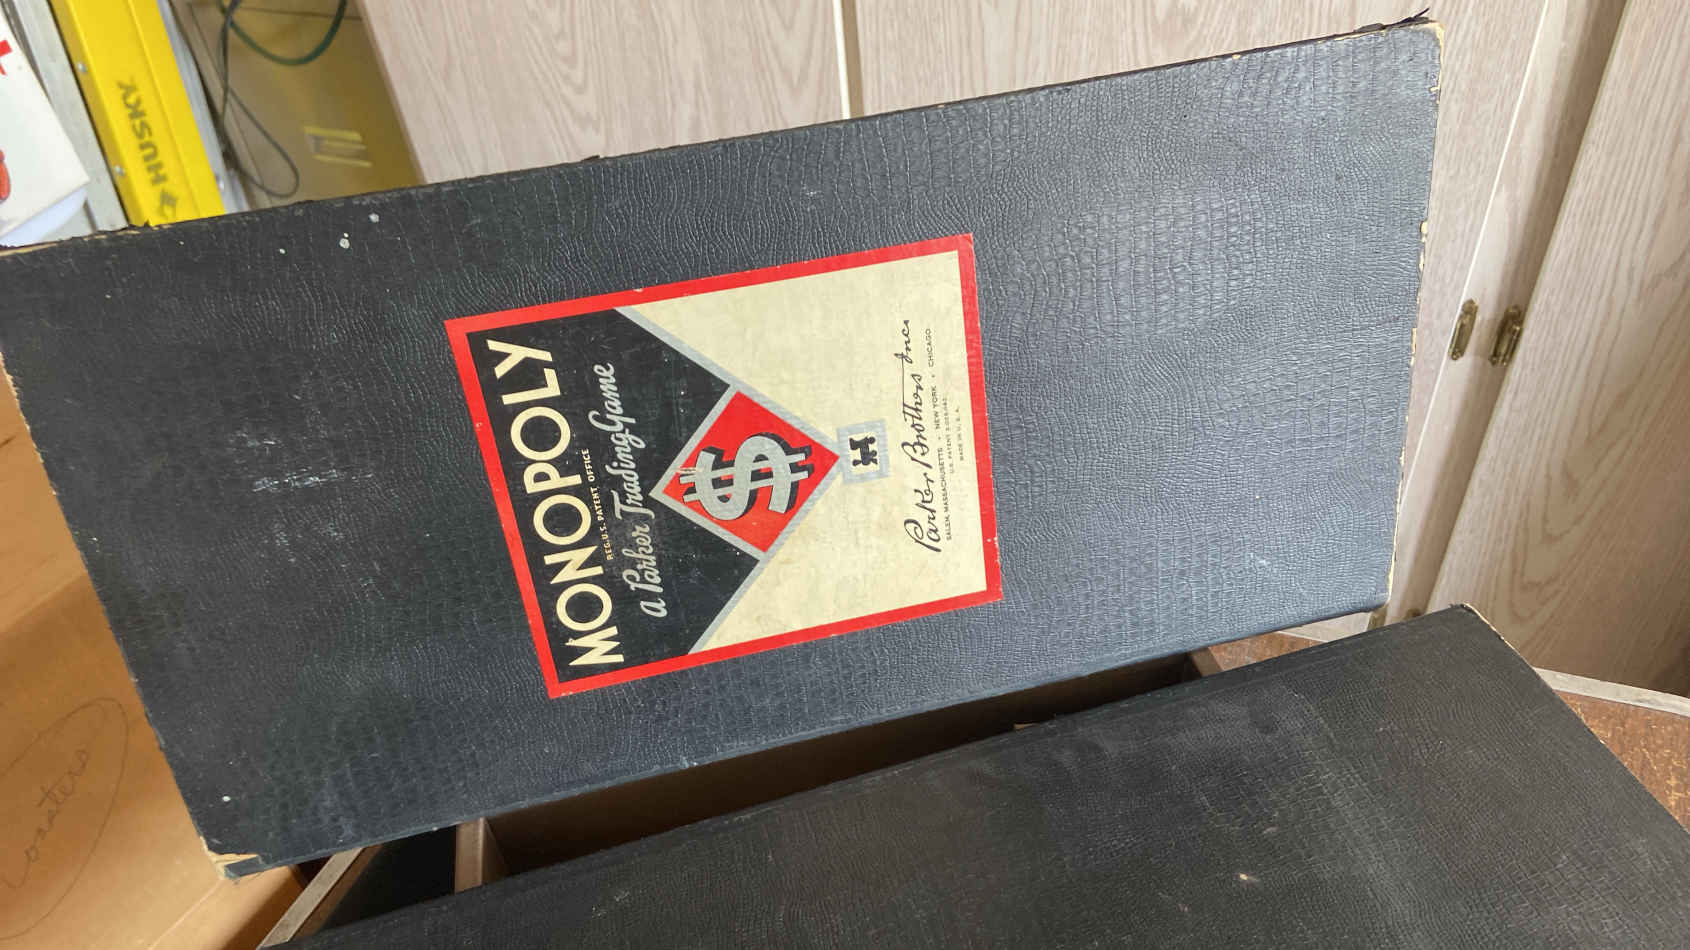 MONOPOLY
REG. U.S. PATENT OFFICE
a Parker Trading Game
$
Parker Brothers Inc.
SALEM, MASSACHUSETTS • NEW YORK • CHICAGO
MADE IN U. S. A.
HUSKY
coasters